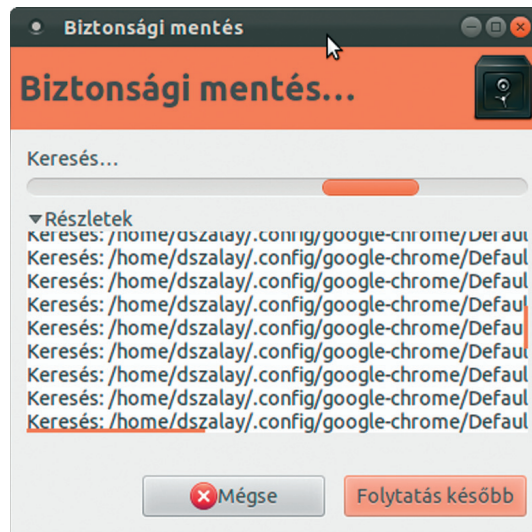 Biztonsági mentés
Biztonsági mentés…
Keresés…
Részletek
Keresés: /home/dszalay/.config/google-chrome/Defaul
Keresés: /home/dszalay/.config/google-chrome/Defaul
Keresés: /home/dszalay/.config/google-chrome/Defaul
Keresés: /home/dszalay/.config/google-chrome/Defaul
Keresés: /home/dszalay/.config/google-chrome/Defau
Keresés: /home/dszalay/.config/google-chrome/Defaul
Keresés: /home/dszalay/.config/google-chrome/Defaul
Keresés: /home/dszalay/.config/google-chrome/Defaul
Keresés: /home/dszalay/.config/google-chrome/Defaul
Mégse
Folytatás később